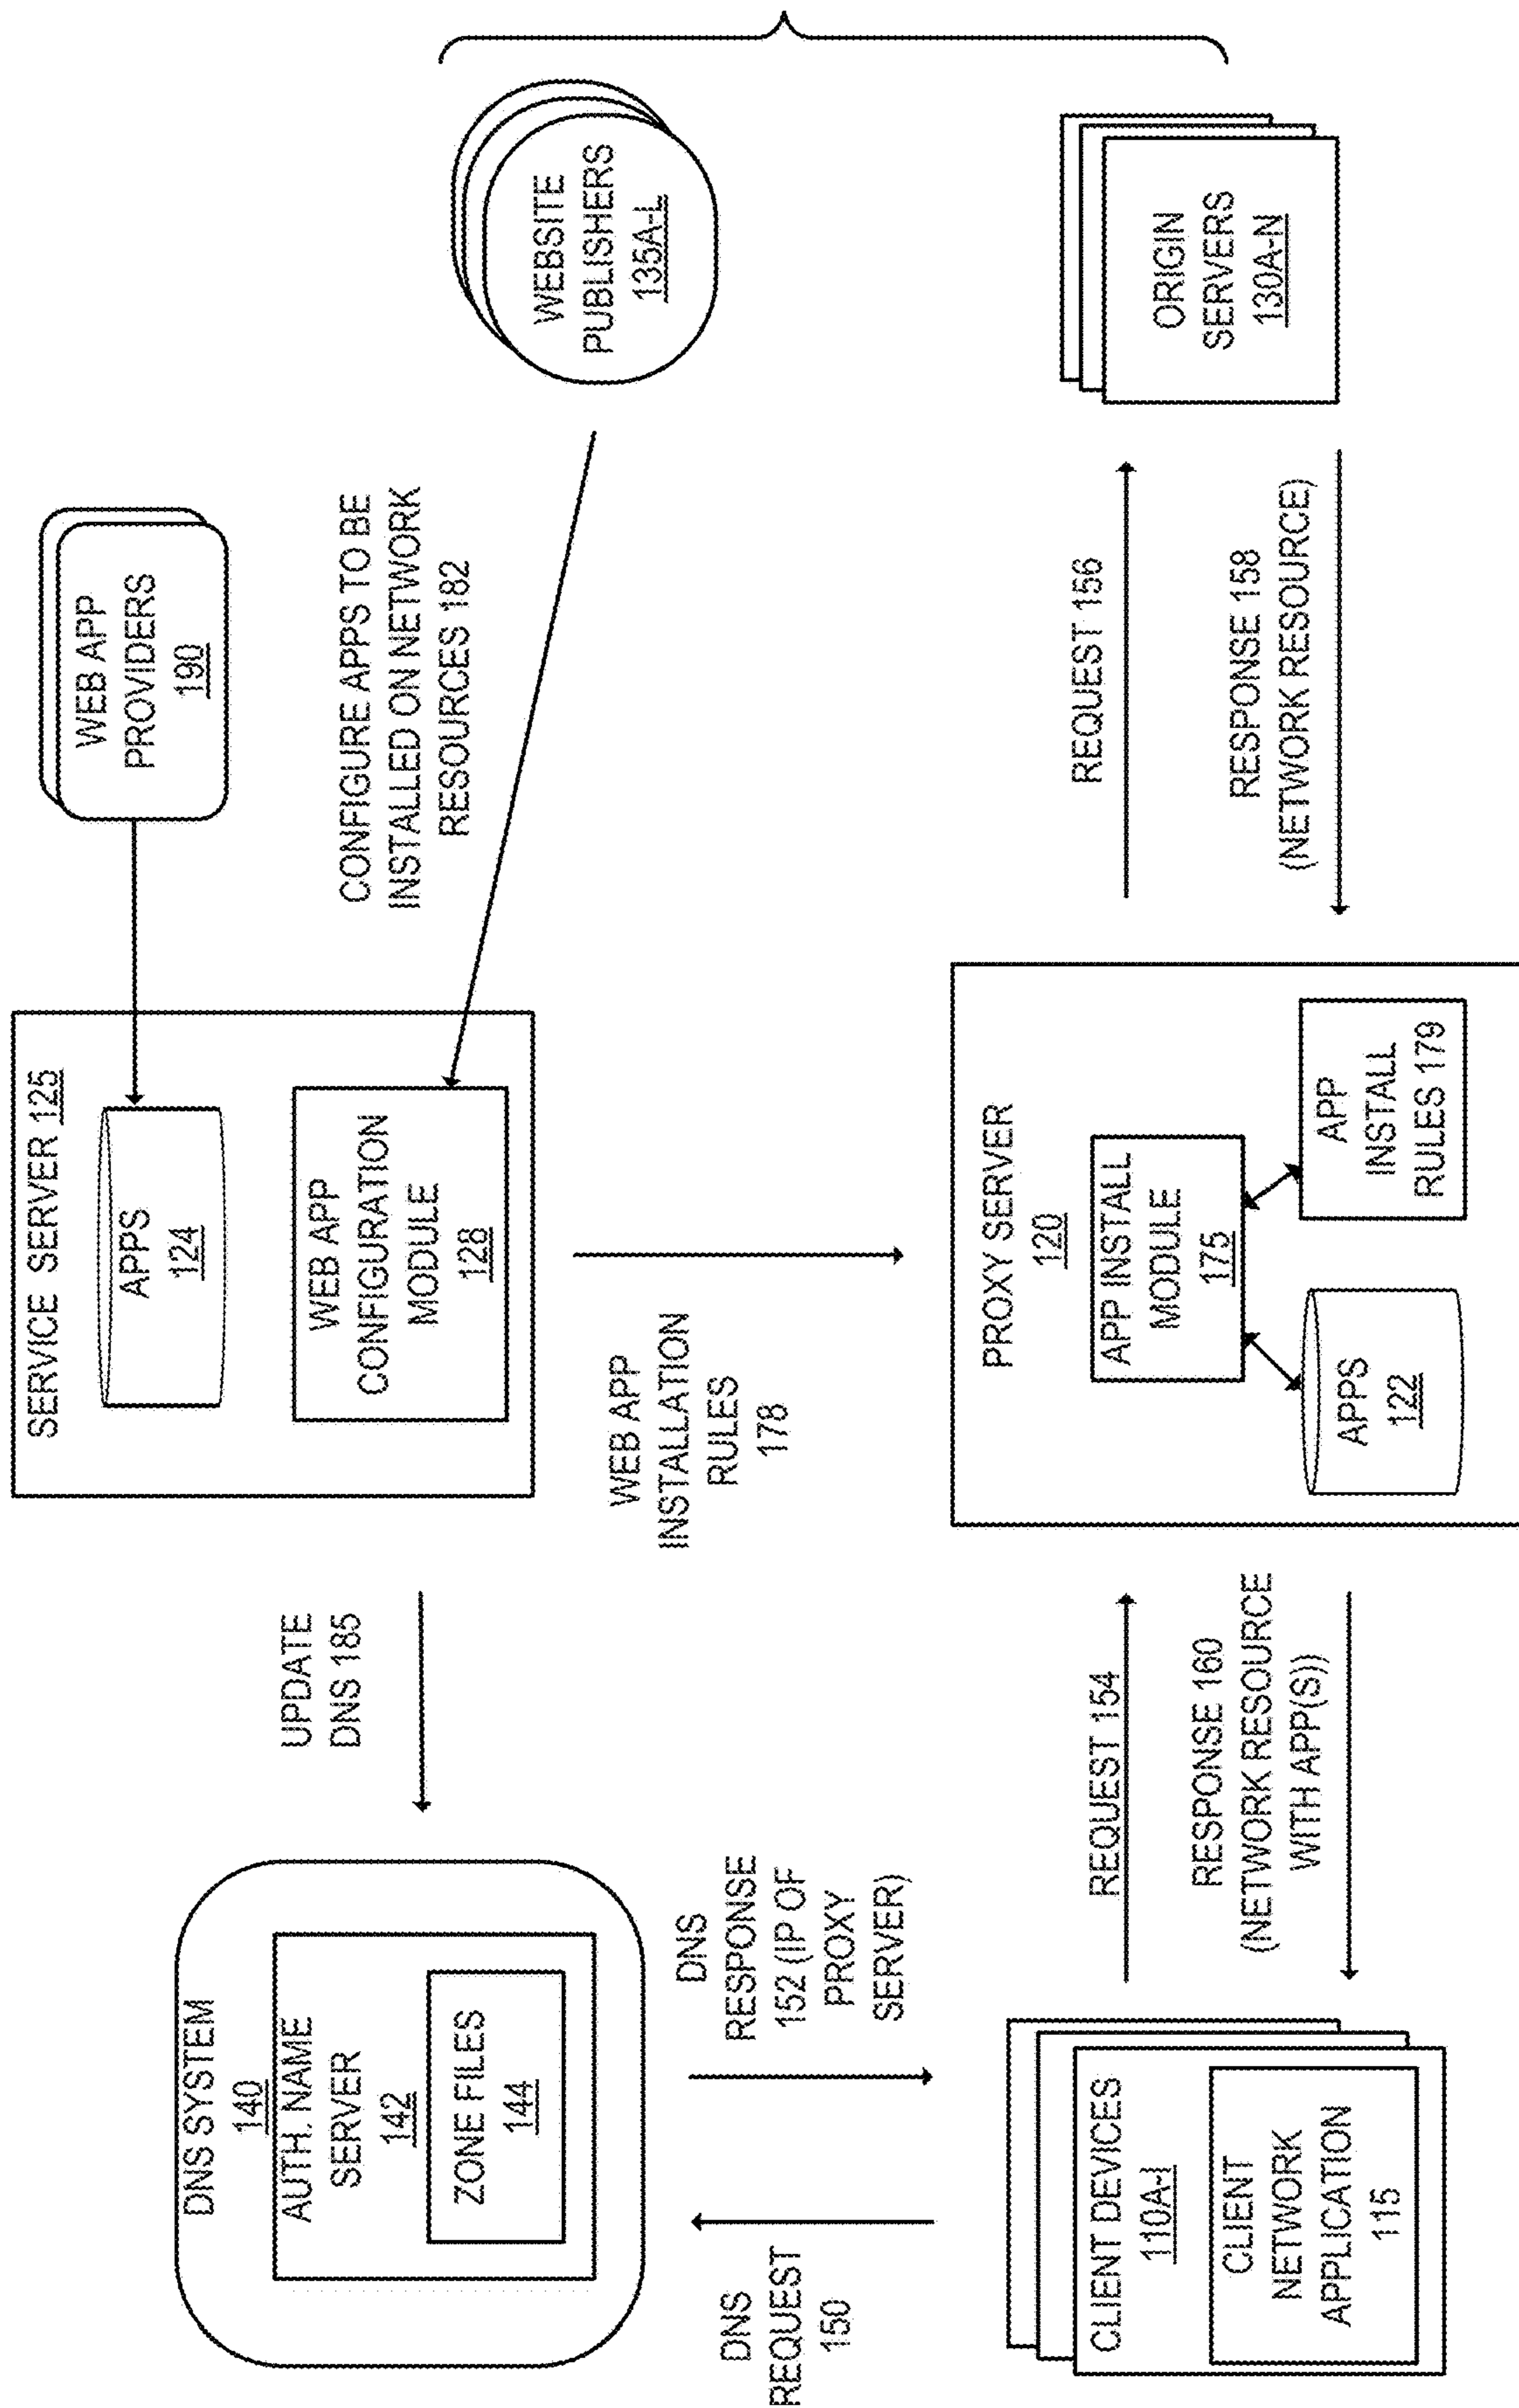 DNS SYSTEM
140
AUTH. NAME
SERVER
142
ZONE FILES
144
UPDATE
DNS 185
SERVICE SERVER 125
APPS
124
WEB APP
CONFIGURATION
MODULE
128
WEB APP
PROVIDERS
190
CONFIGURE APPS TO BE
INSTALLED ON NETWORK
RESOURCES 182
WEBSITE
PUBLISHERS
135A-L
DNS
REQUEST
150
DNS
RESPONSE
152 (IP OF
PROXY
SERVER)
WEB APP
INSTALLATION
RULES
178
CLIENT DEVICES
110A-I
CLIENT
NETWORK
APPLICATION
115
REQUEST 154
RESPONSE 160
(NETWORK RESOURCE
WITH APP(S))
PROXY SERVER
120
APP INSTALL
MODULE
175
APPS
122
APP
INSTALL
RULES 179
REQUEST 156
RESPONSE 158
(NETWORK RESOURCE)
ORIGIN
SERVERS
130A-N